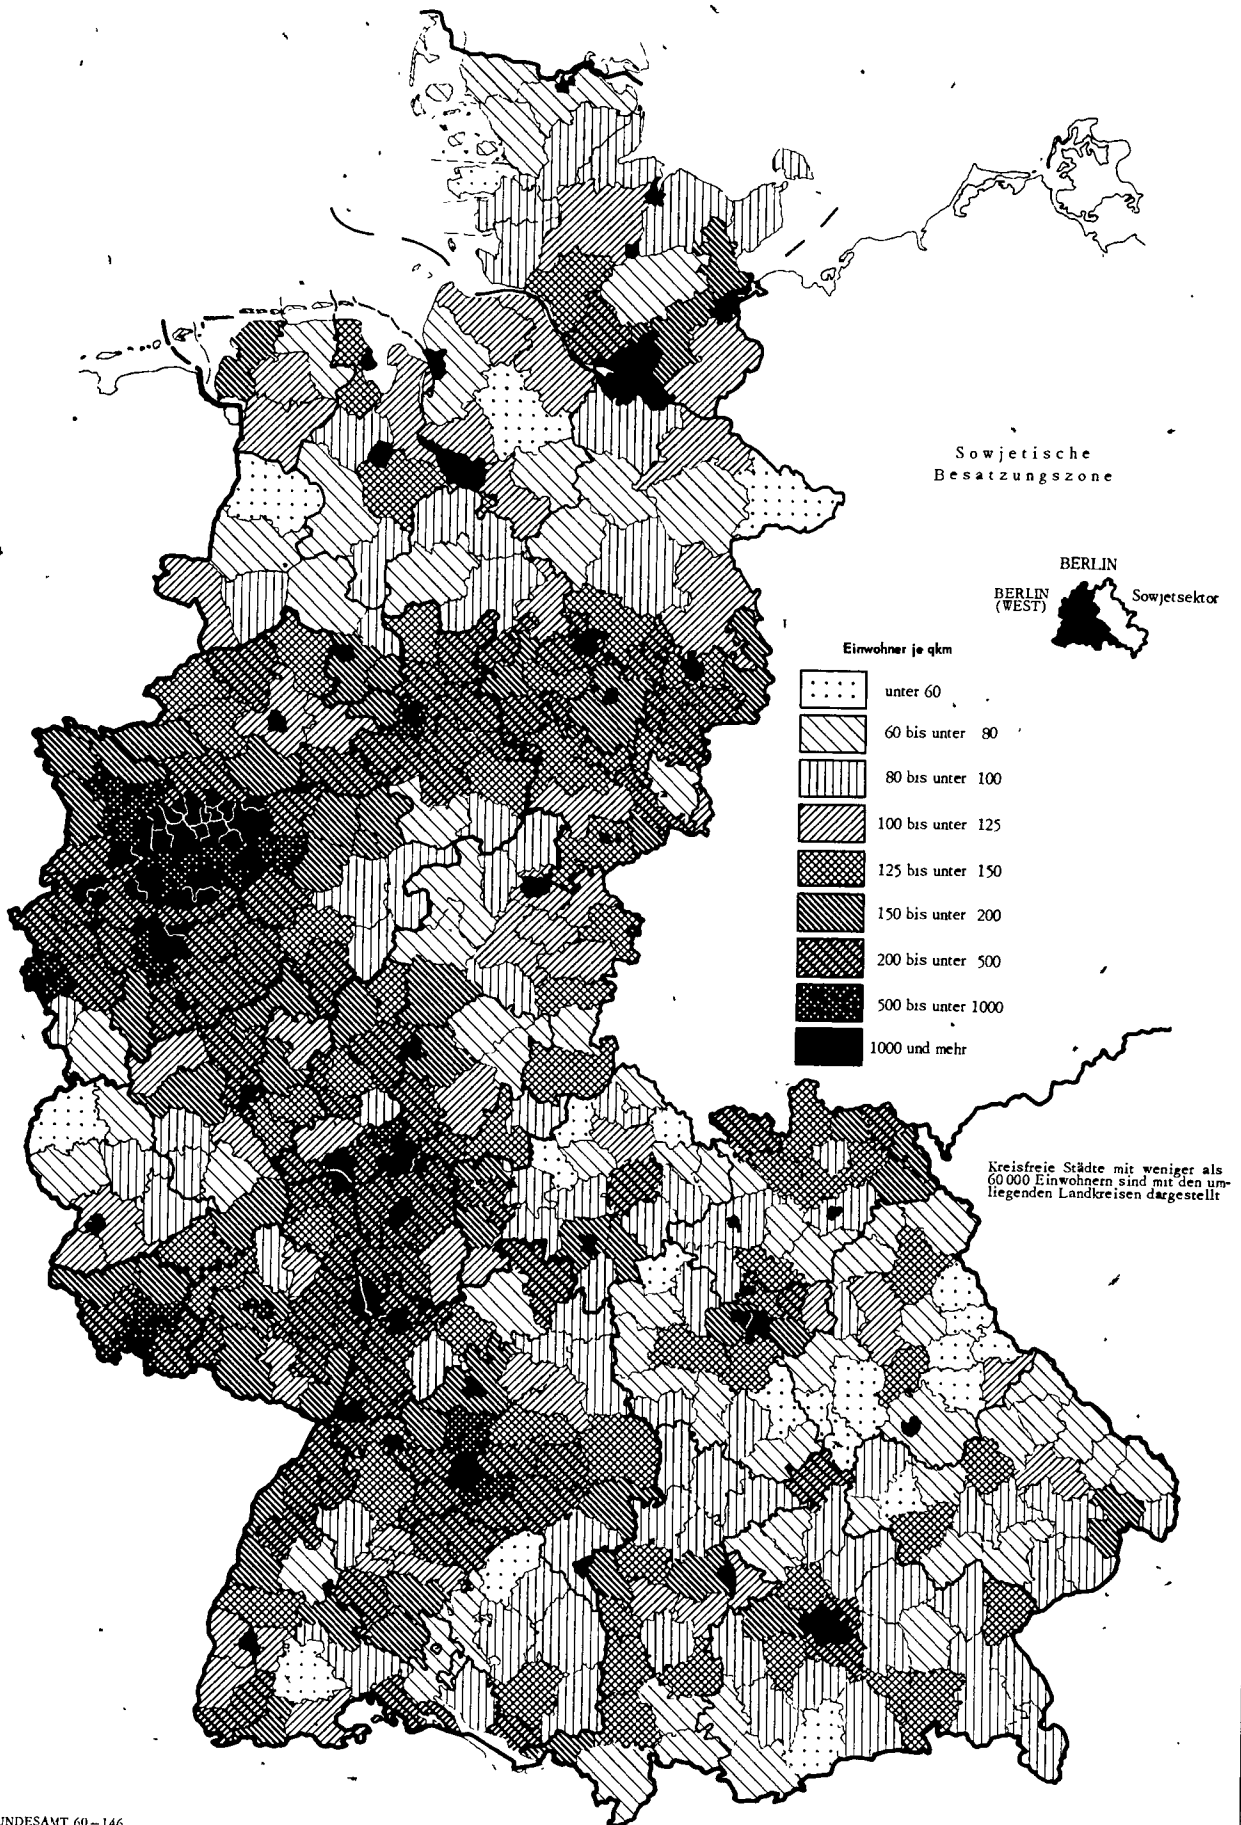 Sowjetische
Besatzungszone
BERLIN
BERLIN
(WEST)
Sowjetsektor
Einwohner je qkm
unter 60
60 bis unter 80
80 bis unter 100
100 bis unter 125
125 bis unter 150
150 bis unter 200
200 bis unter 500
500 bis unter 1000
1000 und mehr
Kreisfreie Städte mit weniger als
60 000 Einwohnern sind mit den um-
liegenden Landkreisen dargestellt
UNDESAMT 60-146